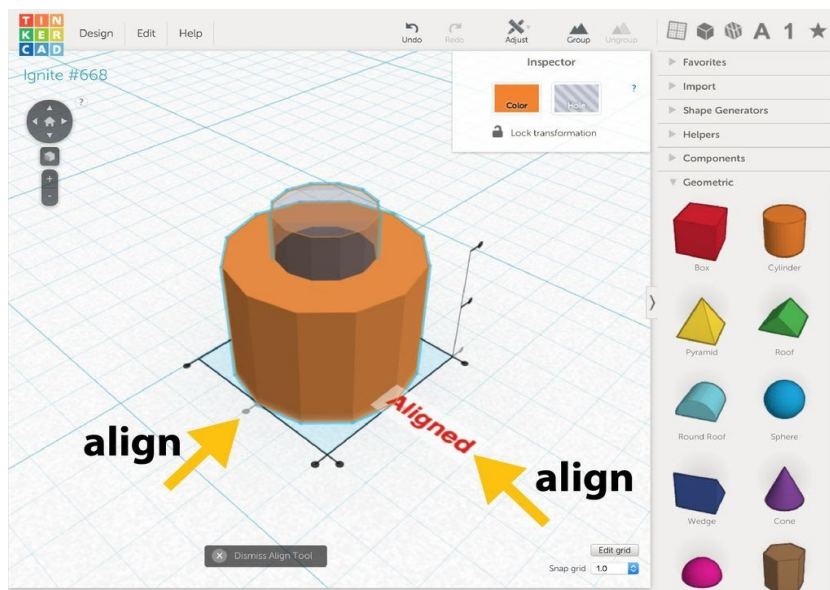 TIN
KER
CAD
Design Edit Help
Undo Redo Adjust Group Ungroup
A 1
Ignite #668
?
+
-
Inspector
Color Hole ?
Lock transformation
Favorites
Import
Shape Generators
Helpers
Components
Geometric
Box Cylinder
Pyramid Roof
Round Roof Sphere
Wedge Cone
align
Aligned
align
Dismiss Align Tool
Edit grid
Snap grid 1.0